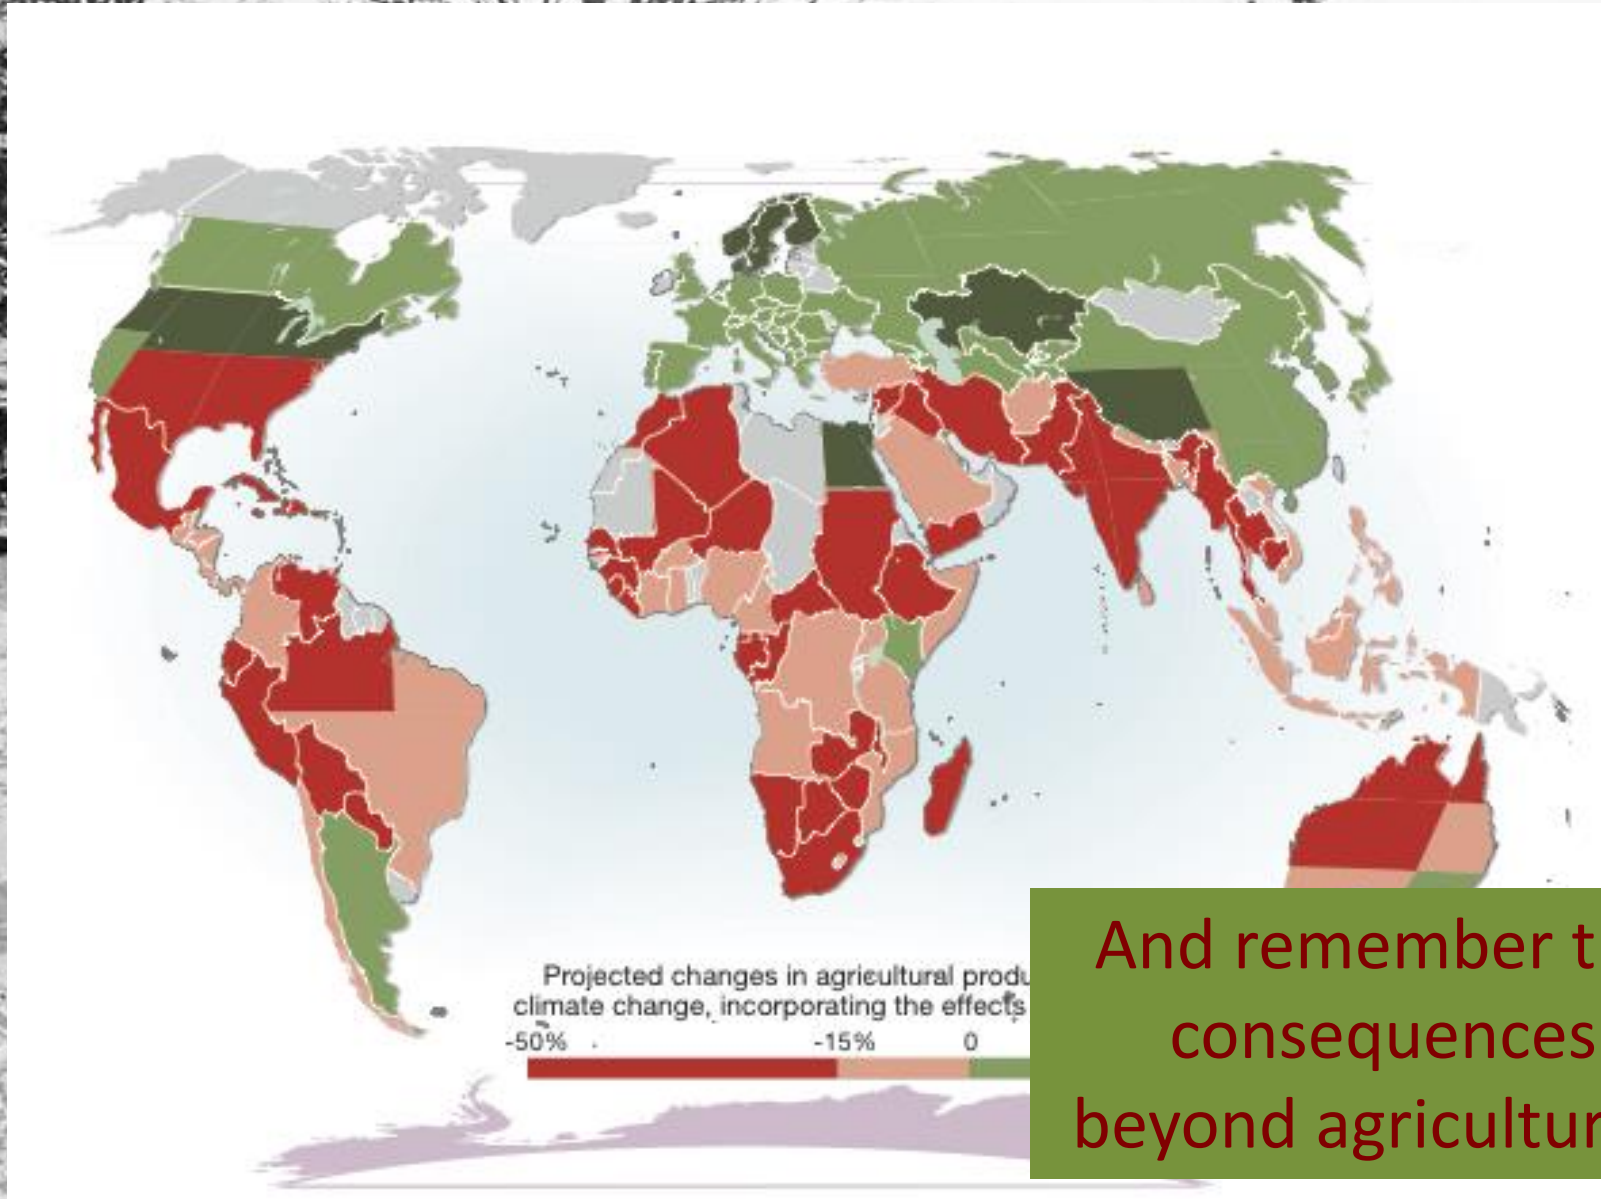 Projected changes in agricultural produ
climate change, incorporating the effects
-50% -15% 0
And remember t
consequences
beyond agricultur